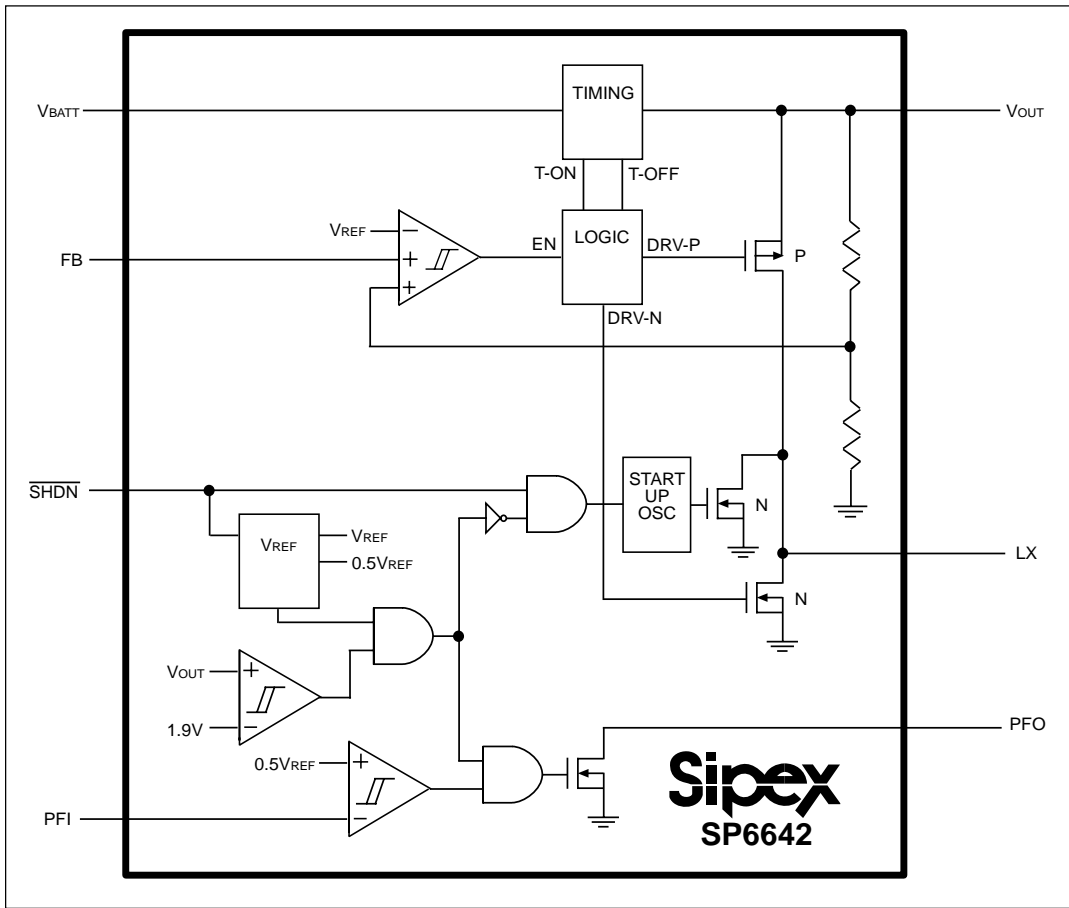 TIMING
VBATT
VOUT
T-ON
T-OFF
VREF
−
EN
LOGIC
DRV-P
FB
+
P
+
DRV-N
SHDN
START
UP
OSC
N
VREF
VREF
0.5VREF
LX
N
VOUT
+
1.9V
−
PFO
0.5VREF
+
PFI
−
Sipex
SP6642